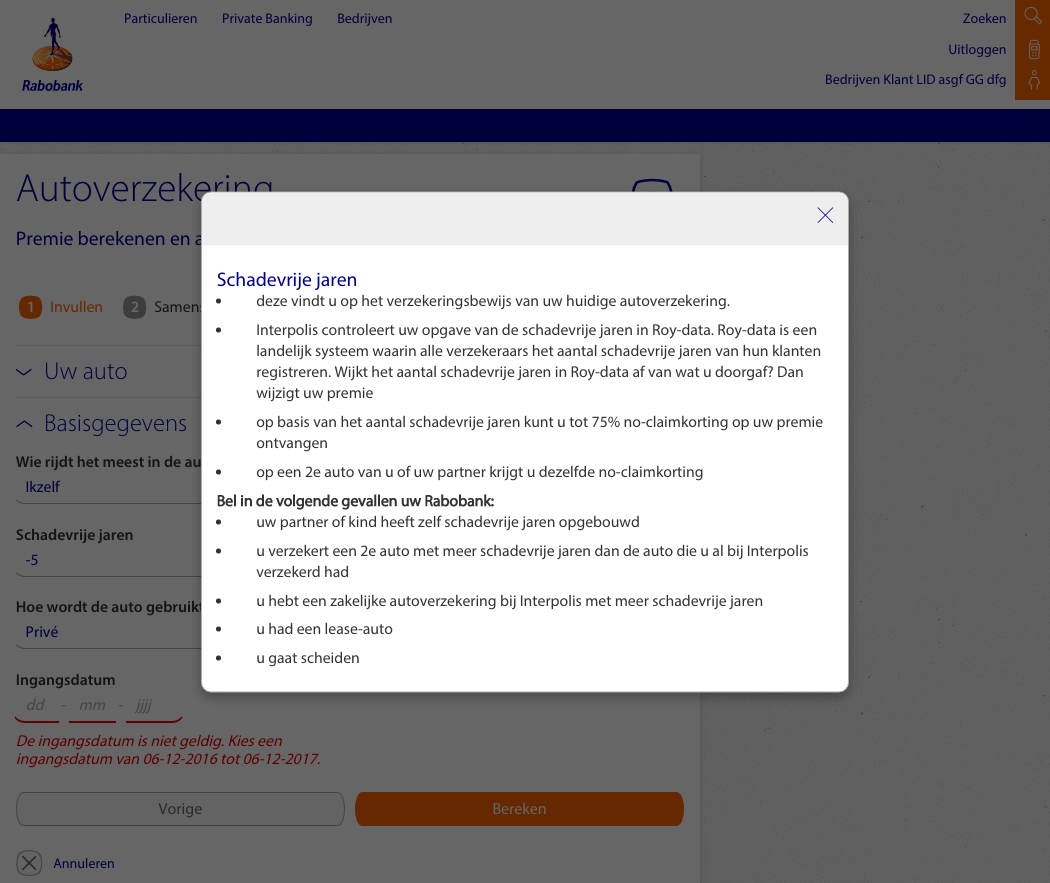 Particulieren Private Banking Bedrijven
Zoeken
Uitloggen
Bedrijven Klant LID asgf GG dfg
Rabobank
Autoverzekering
Premie berekenen en a
1 Invullen 2 Samens
Uw auto
Basisgegevens
Wie rijdt het meest in de au
Ikzelf
Schadevrije jaren
-5
Hoe wordt de auto gebruikt
Privé
Ingangsdatum
dd - mm - jjjj
De ingangsdatum is niet geldig. Kies een
ingangsdatum van 06-12-2016 tot 06-12-2017.
Vorige Bereken
Annuleren
Schadevrije jaren
• deze vindt u op het verzekeringsbewijs van uw huidige autoverzekering.
• Interpolis controleert uw opgave van de schadevrije jaren in Roy-data. Roy-data is een
landelijk systeem waarin alle verzekeraars het aantal schadevrije jaren van hun klanten
registreren. Wijkt het aantal schadevrije jaren in Roy-data af van wat u doorgaf? Dan
wijzigt uw premie
• op basis van het aantal schadevrije jaren kunt u tot 75% no-claimkorting op uw premie
ontvangen
• op een 2e auto van u of uw partner krijgt u dezelfde no-claimkorting
Bel in de volgende gevallen uw Rabobank:
• uw partner of kind heeft zelf schadevrije jaren opgebouwd
• u verzekert een 2e auto met meer schadevrije jaren dan de auto die u al bij Interpolis
verzekerd had
• u hebt een zakelijke autoverzekering bij Interpolis met meer schadevrije jaren
• u had een lease-auto
• u gaat scheiden